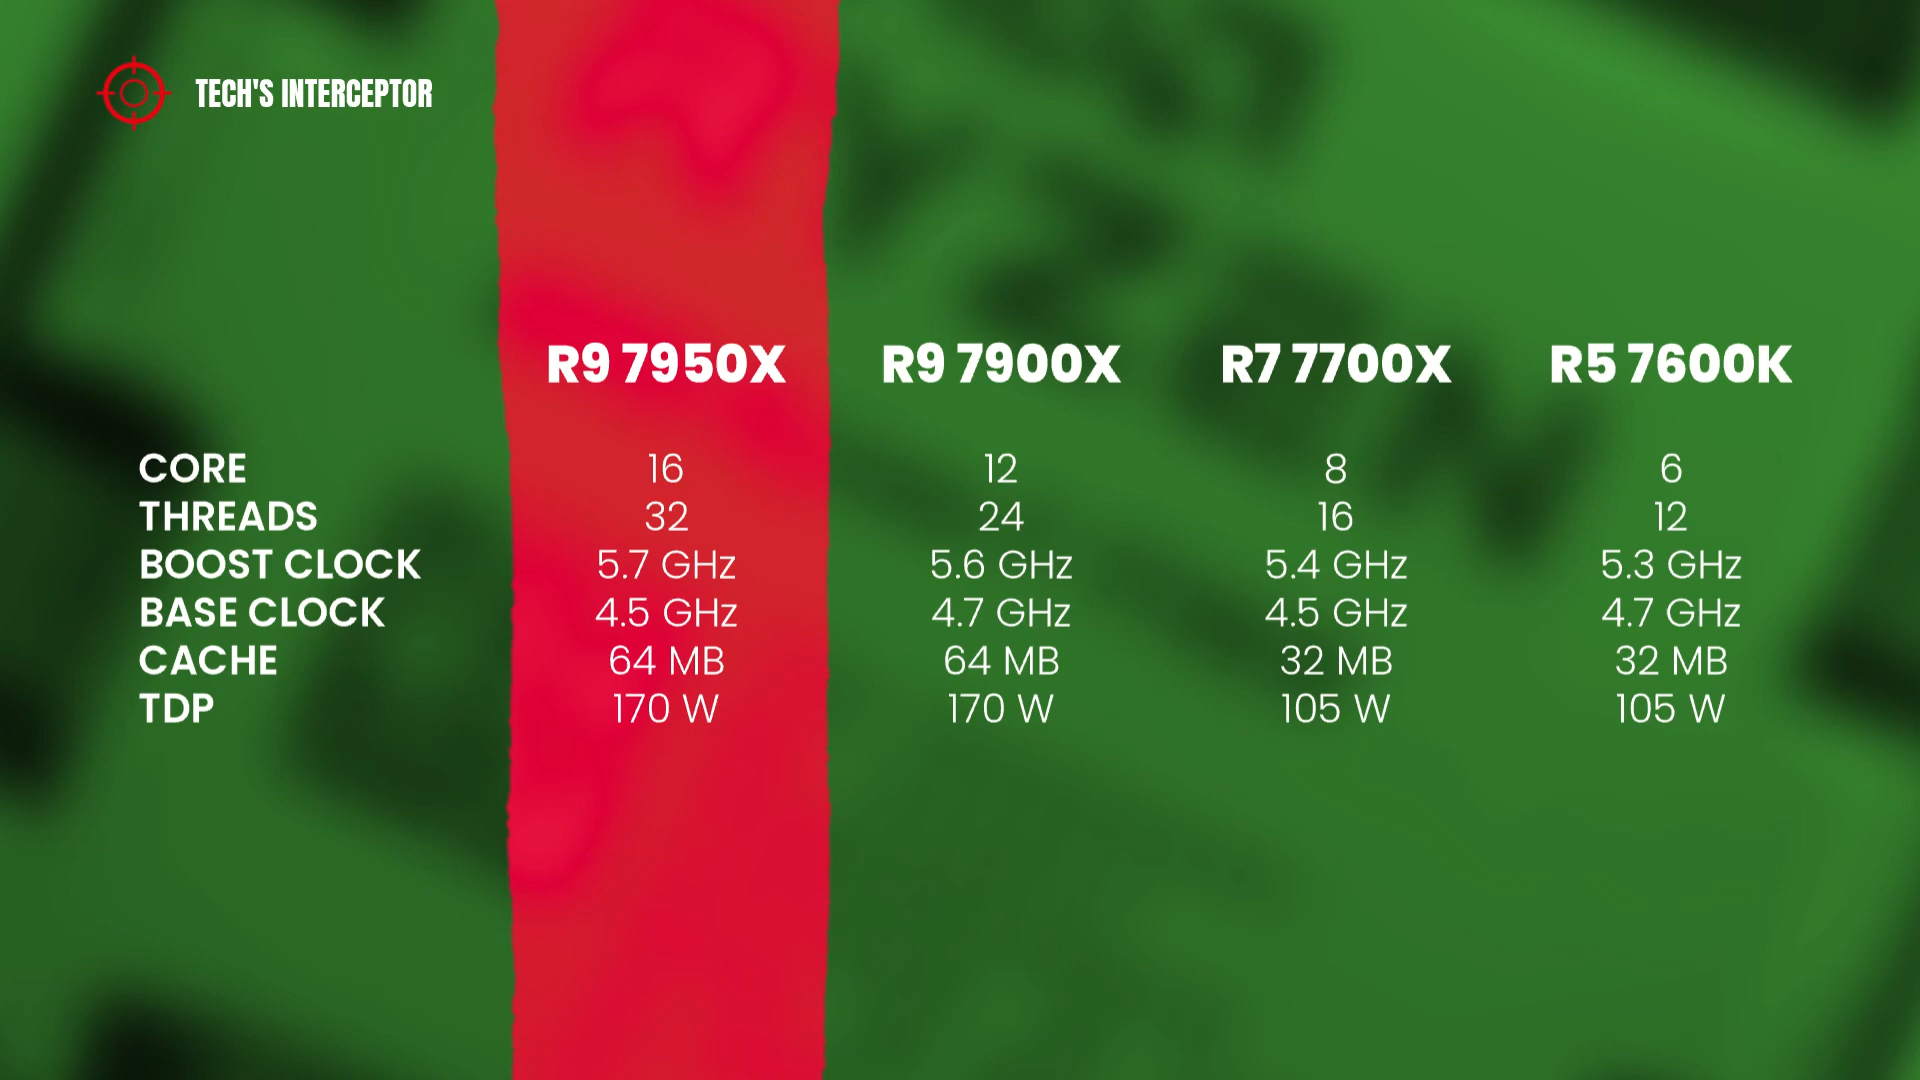 TECH'S INTERCEPTOR
R9 7950X R9 7900X R7 7700X R5 7600K
CORE 16 12 8 6
THREADS 32 24 16 12
BOOST CLOCK 5.7 GHz 5.6 GHz 5.4 GHz 5.3 GHz
BASE CLOCK 4.5 GHz 4.7 GHz 4.5 GHz 4.7 GHz
CACHE 64 MB 64 MB 32 MB 32 MB
TDP 170 W 170 W 105 W 105 W